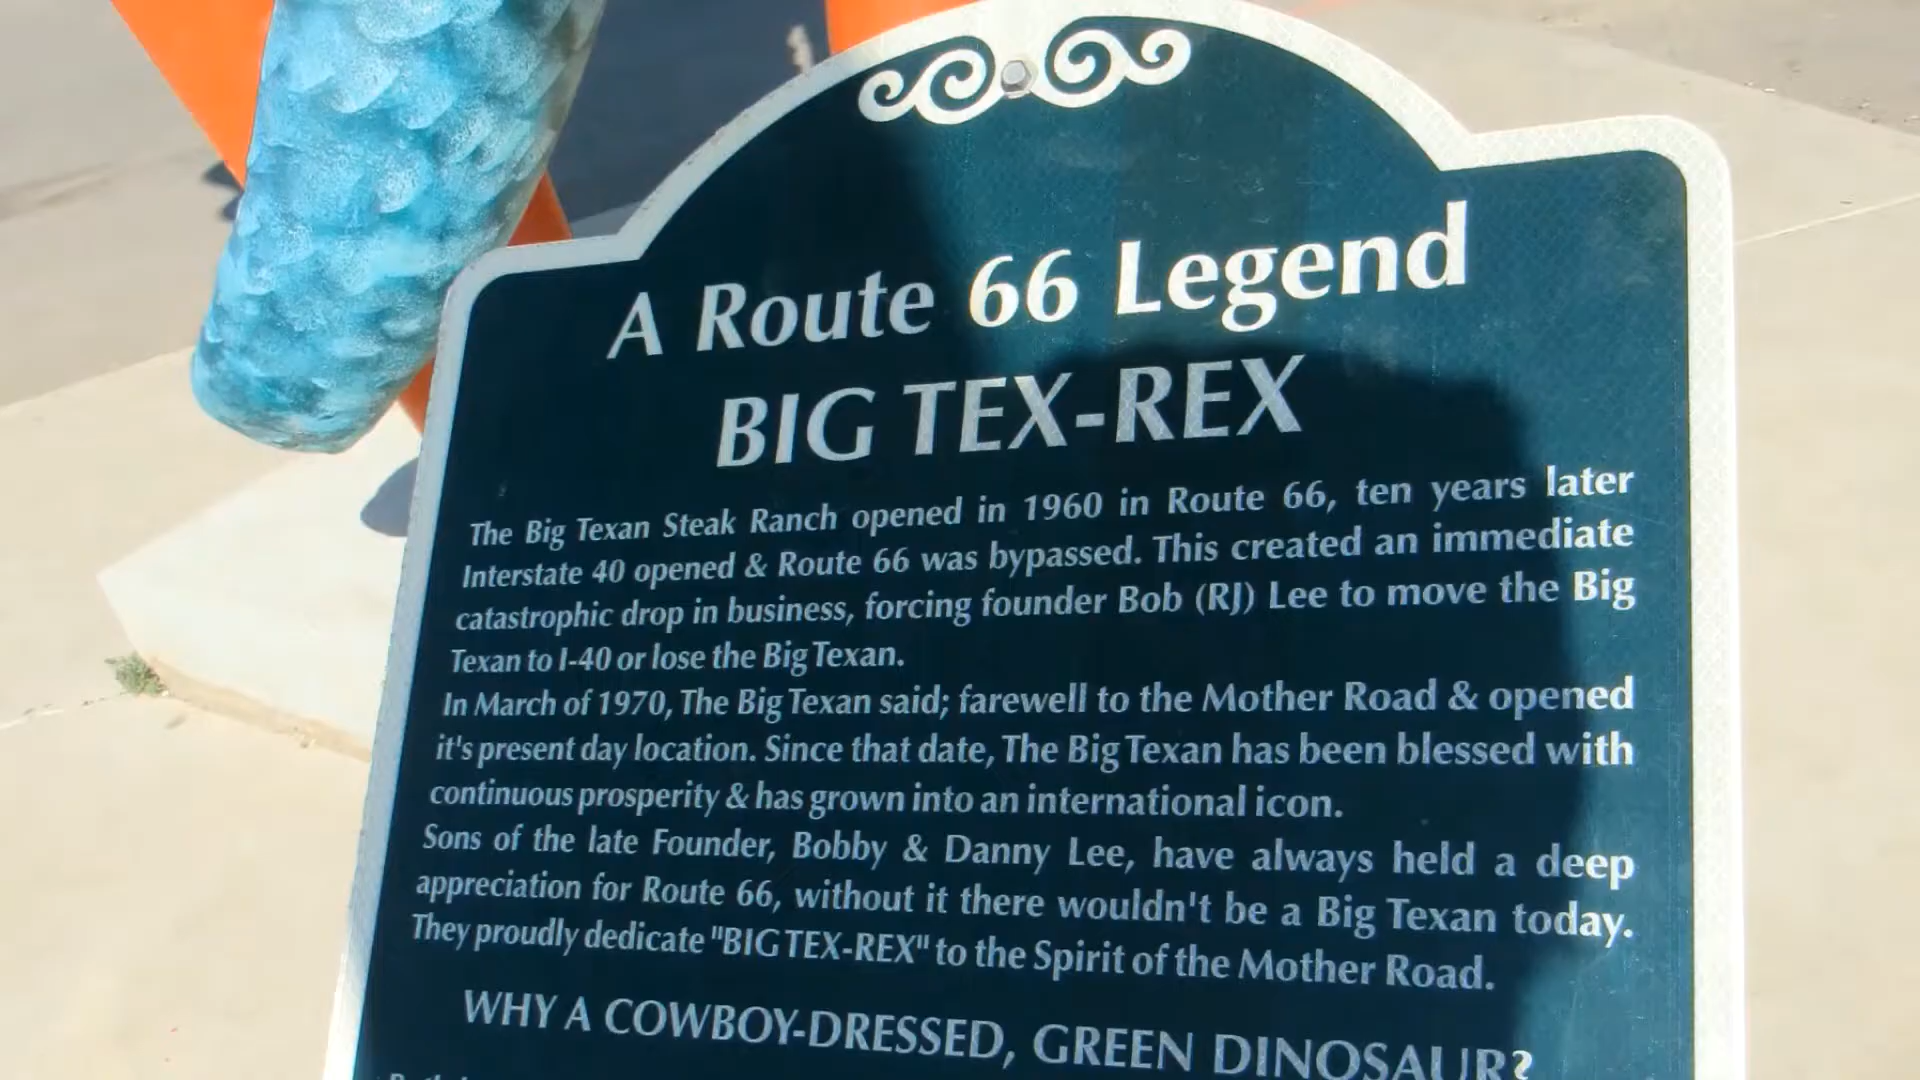 A Route 66 Legend
BIG TEX-REX
The Big Texan Steak Ranch opened in 1960 in Route 66, ten years later
Interstate 40 opened & Route 66 was bypassed. This created an immediate
catastrophic drop in business, forcing founder Bob (RJ) Lee to move the Big
Texan to I-40 or lose the Big Texan.
In March of 1970, The Big Texan said; farewell to the Mother Road & opened
it's present day location. Since that date, The Big Texan has been blessed with
continuous prosperity & has grown into an international icon.
Sons of the late Founder, Bobby & Danny Lee, have always held a deep
appreciation for Route 66, without it there wouldn't be a Big Texan today.
They proudly dedicate "BIG TEX-REX" to the Spirit of the Mother Road.
WHY A COWBOY-DRESSED, GREEN DINOSAUR?